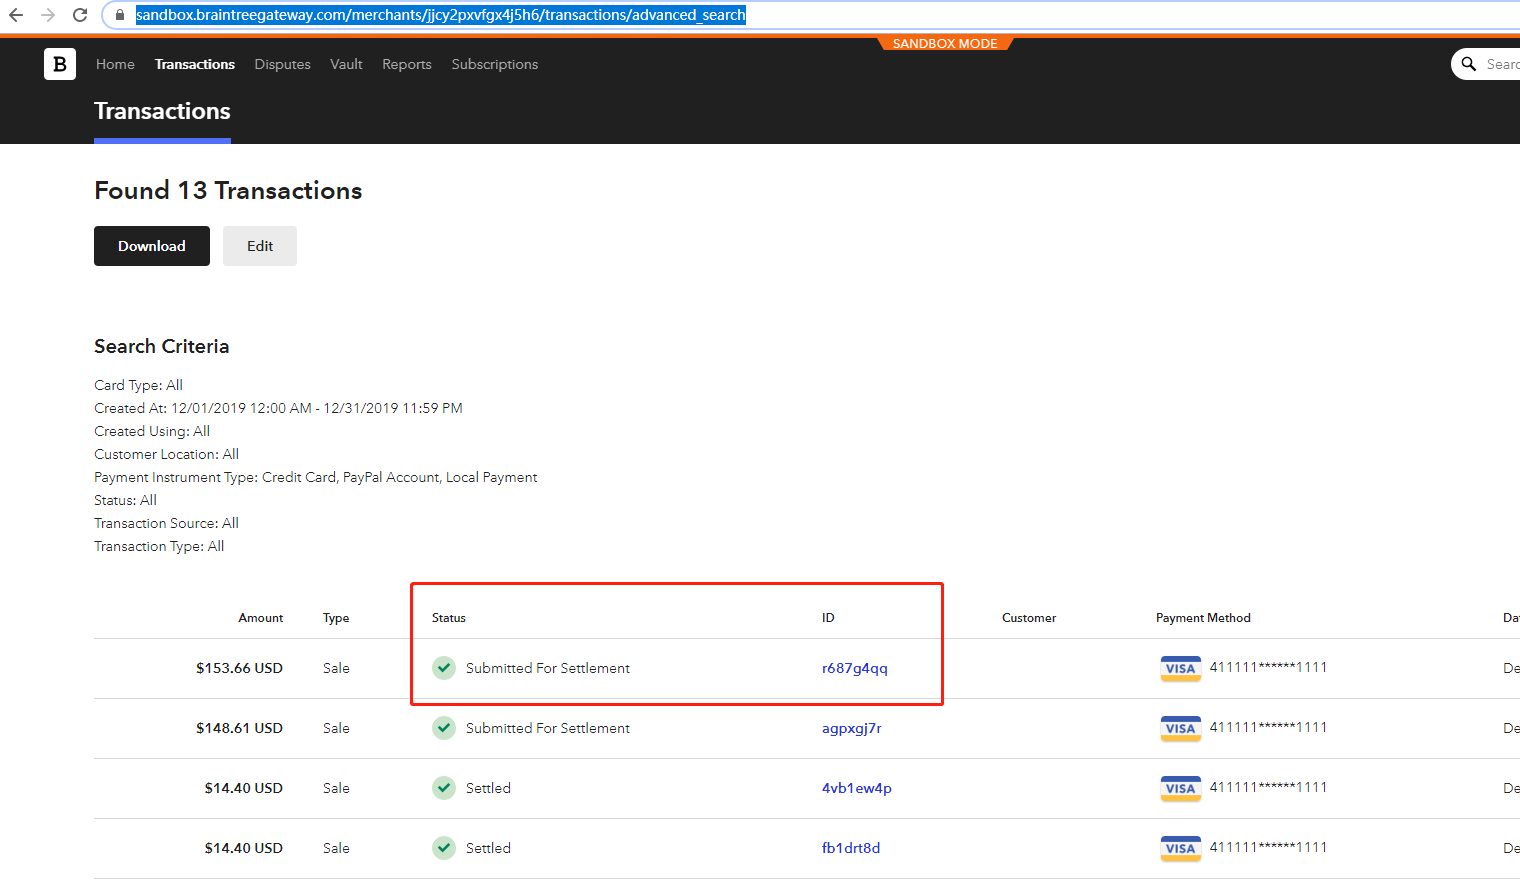 sandbox.braintreegateway.com/merchants/jjcy2pxvfgx4j5h6/transactions/advanced_search
SANDBOX MODE
B Home Transactions Disputes Vault Reports Subscriptions Searc
Transactions
Found 13 Transactions
Download Edit
Search Criteria
Card Type: All
Created At: 12/01/2019 12:00 AM - 12/31/2019 11:59 PM
Created Using: All
Customer Location: All
Payment Instrument Type: Credit Card, PayPal Account, Local Payment
Status: All
Transaction Source: All
Transaction Type: All
Amount Type Status ID Customer Payment Method Da
$153.66 USD Sale Submitted For Settlement r687g4qq VISA 411111******1111 De
$148.61 USD Sale Submitted For Settlement agpxgj7r VISA 411111******1111 De
$14.40 USD Sale Settled 4vb1ew4p VISA 411111******1111 De
$14.40 USD Sale Settled fb1drt8d VISA 411111******1111 De